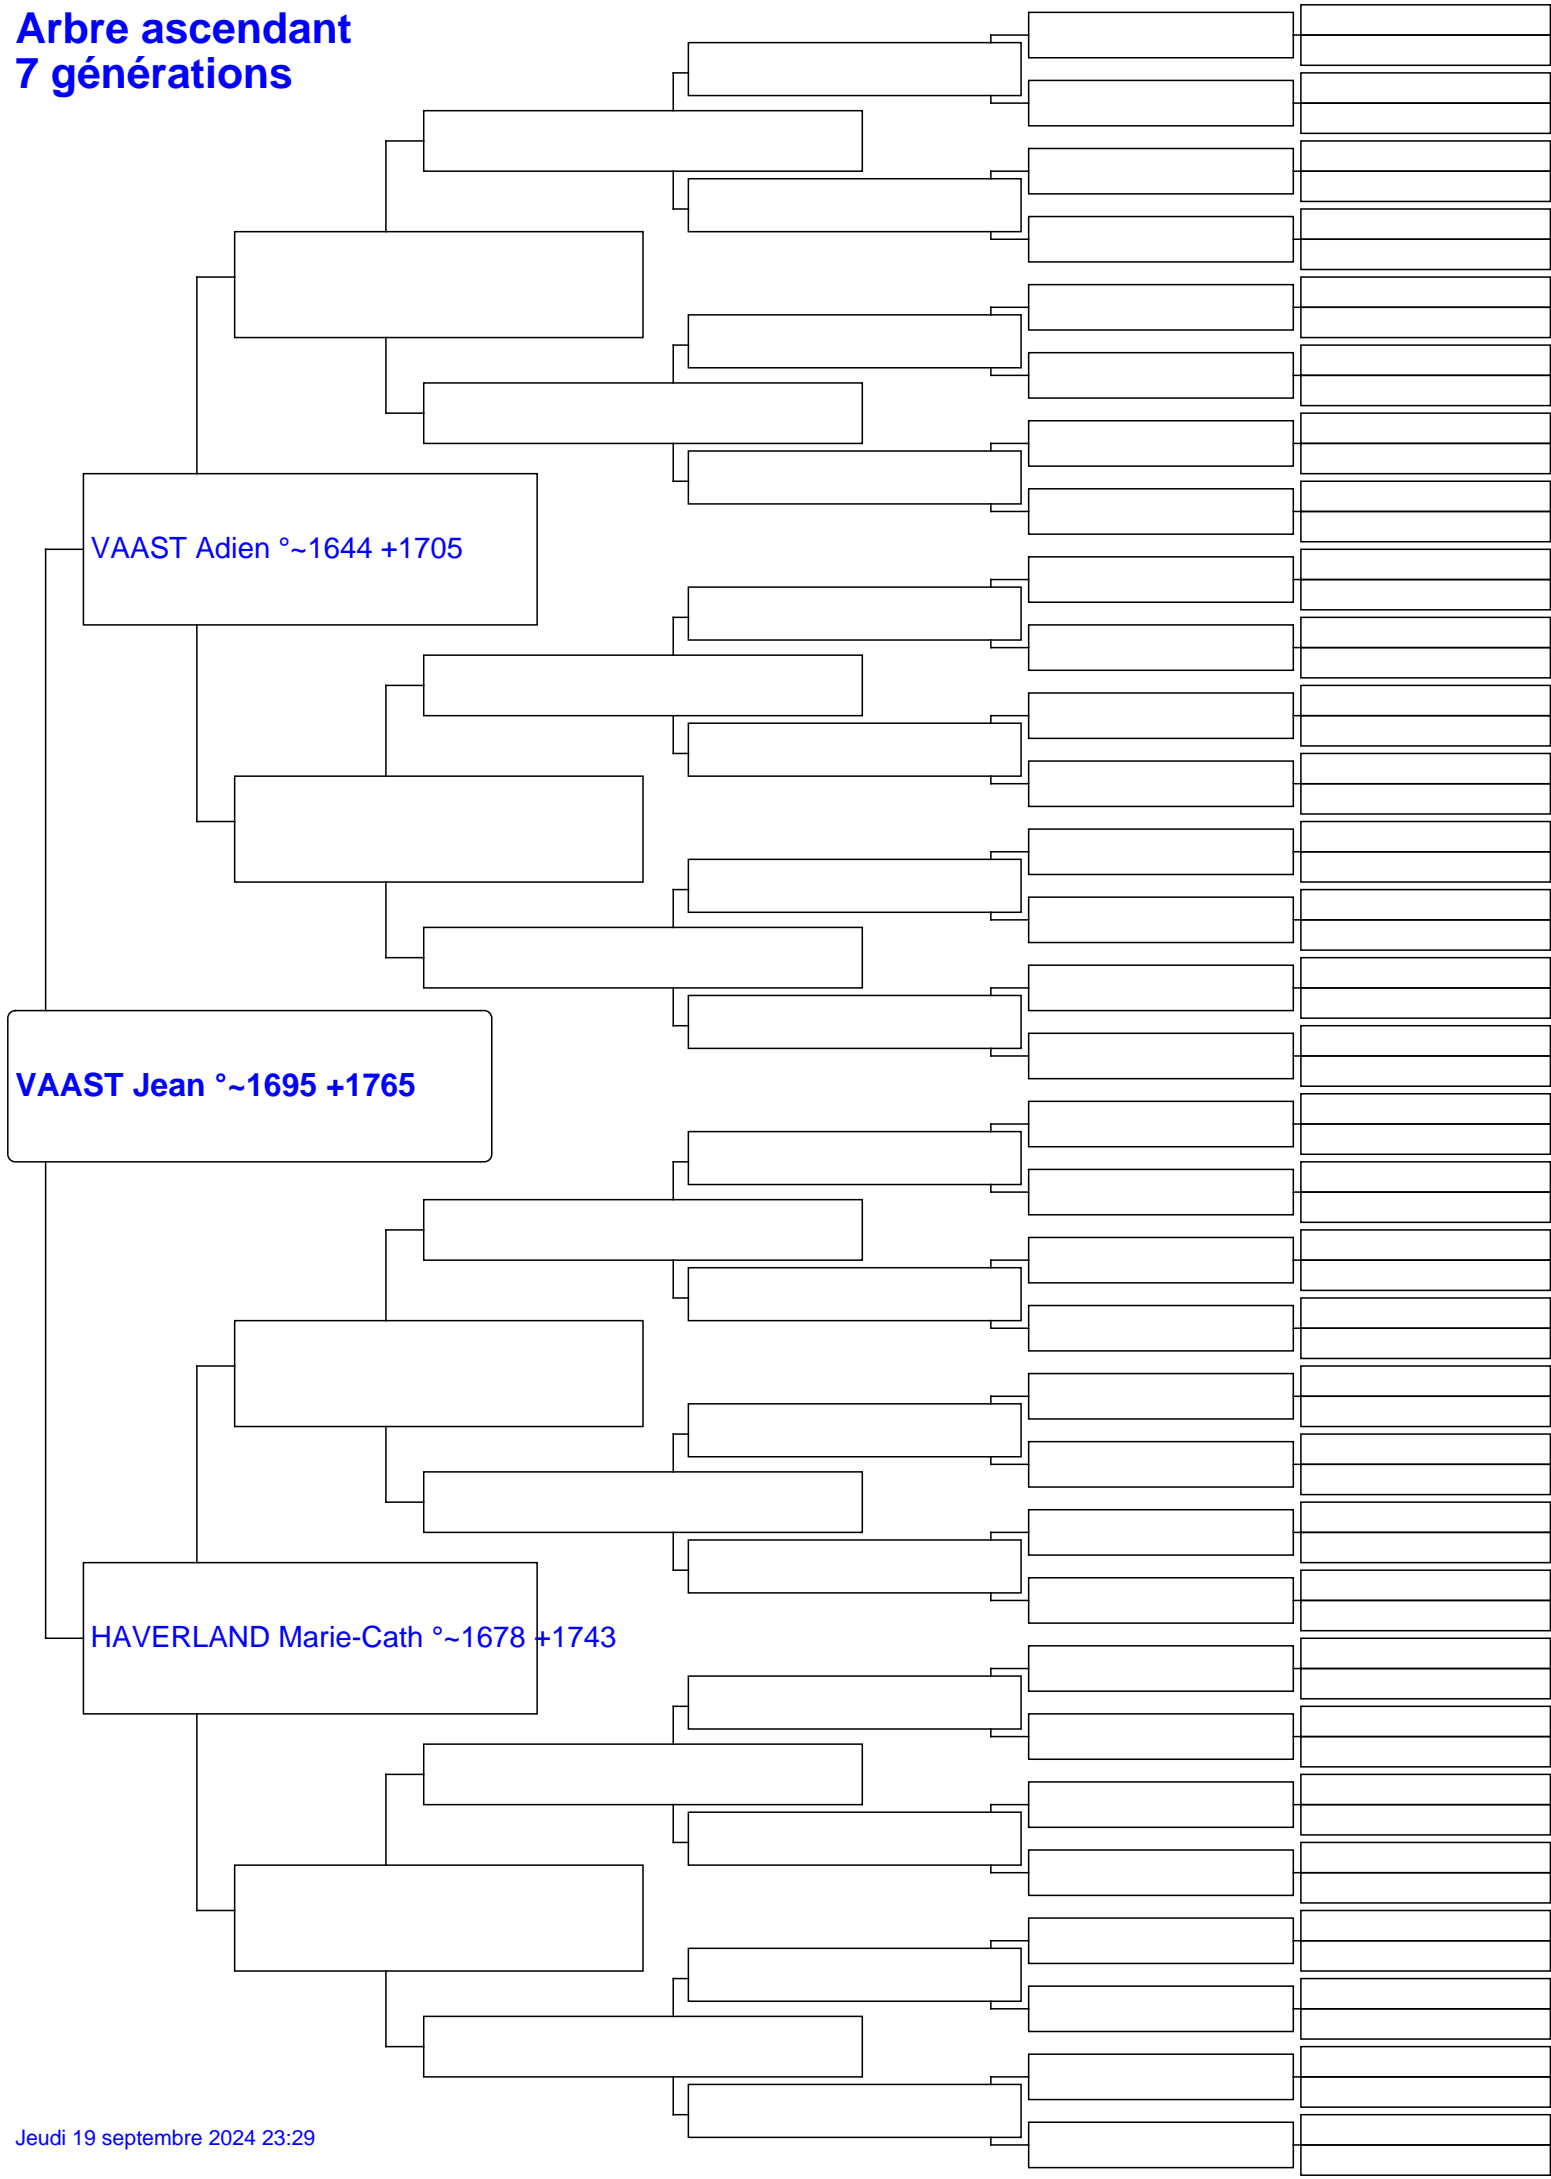 Arbre ascendant
7 générations
VAAST Adien °~1644 +1705
VAAST Jean °~1695 +1765
HAVERLAND Marie-Cath °~1678 +1743
Jeudi 19 septembre 2024 23:29